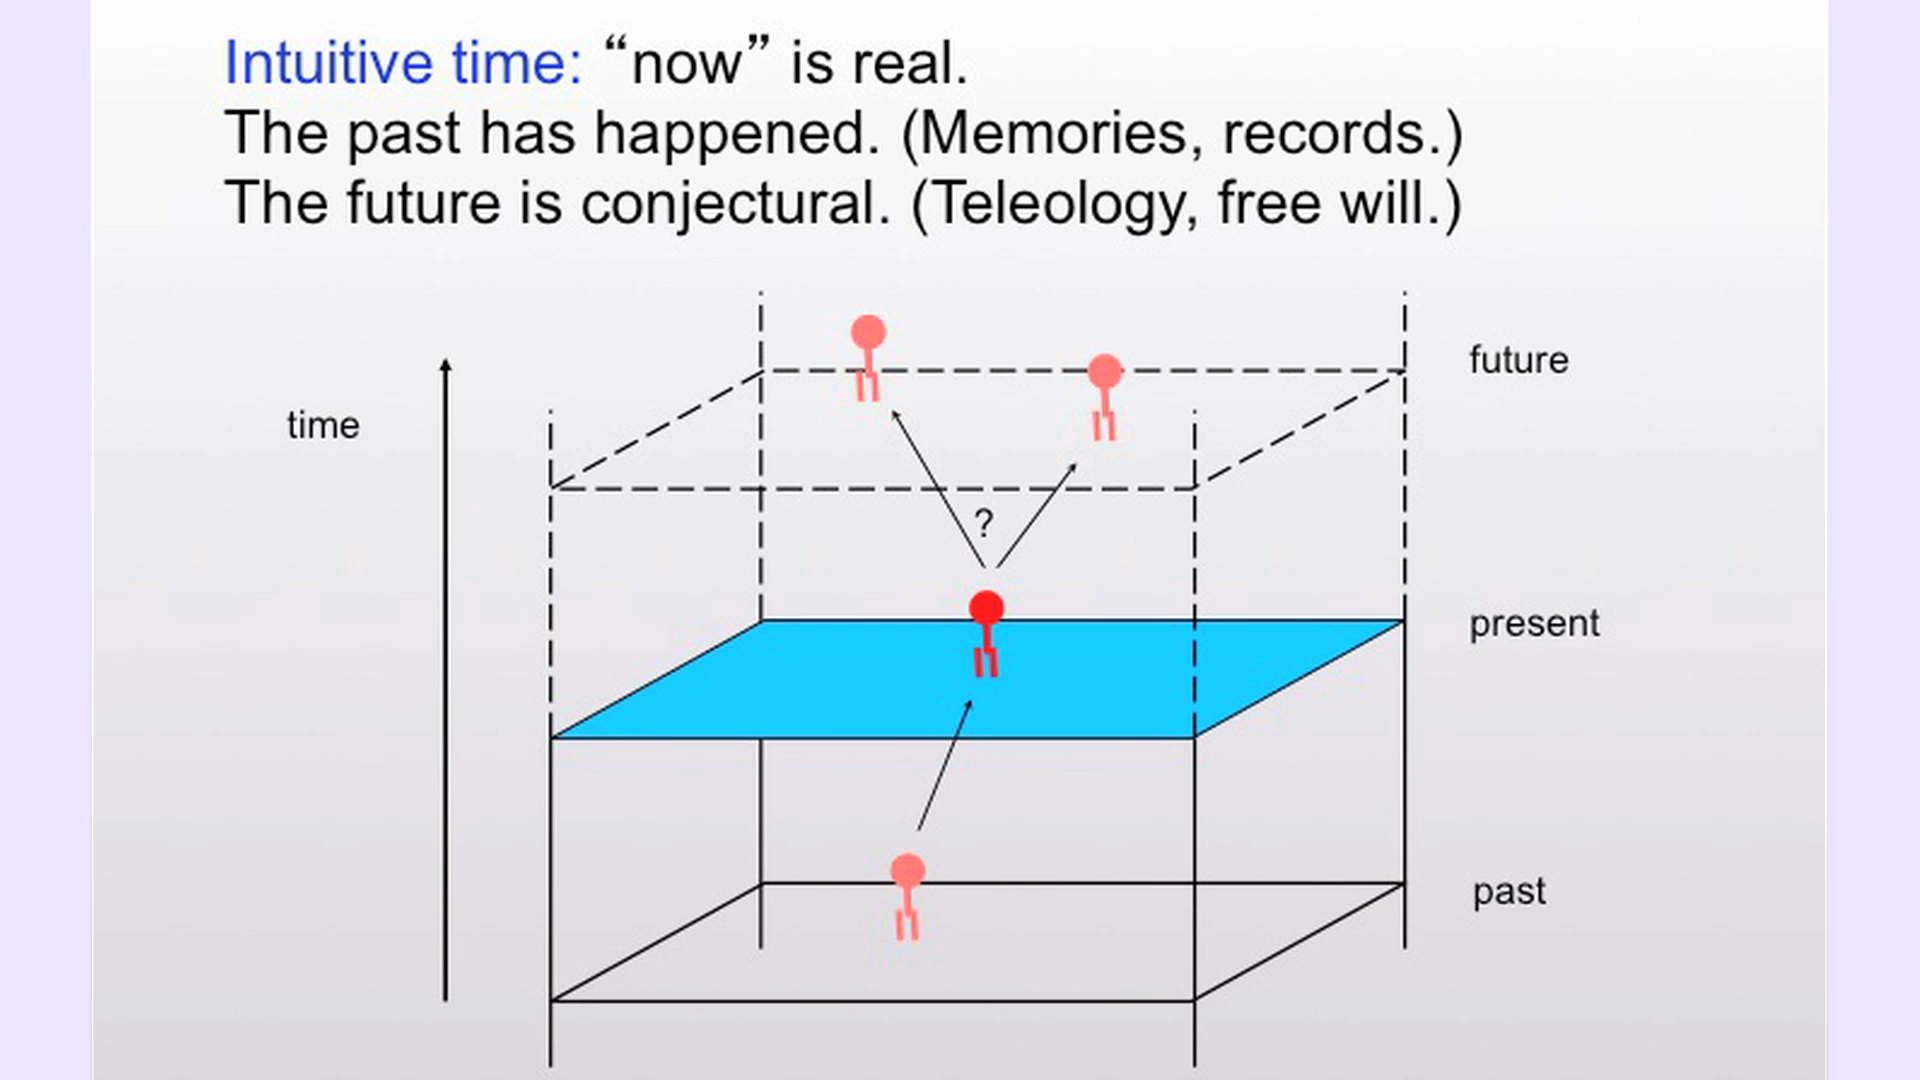 Intuitive time: “now” is real.
The past has happened. (Memories, records.)
The future is conjectural. (Teleology, free will.)
future
time
?
present
past